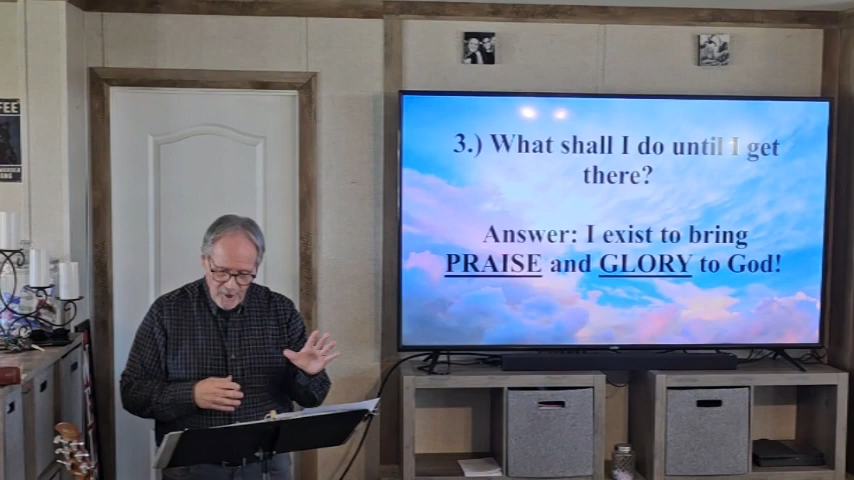 FEE
3.) What shall I do until I get
there?
Answer: I exist to bring
PRAISE and GLORY to God!